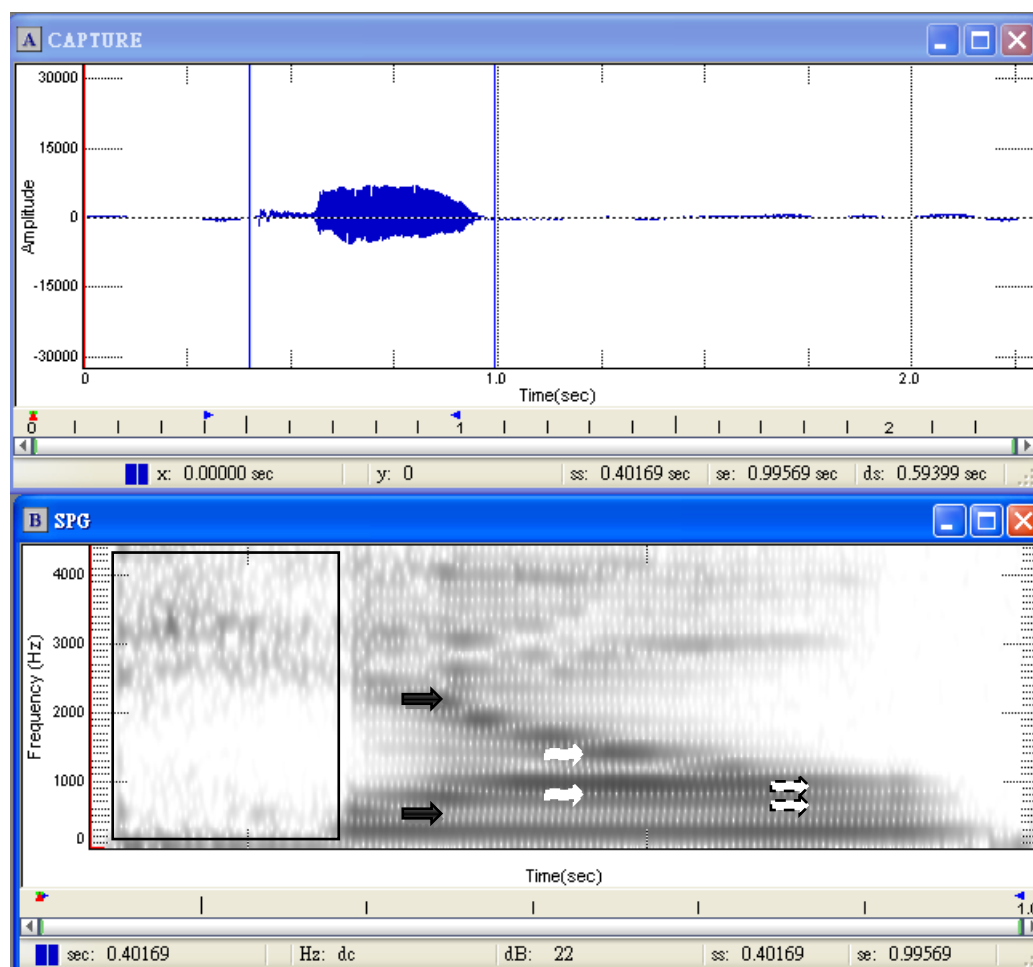 A CAPTURE
30000
15000
0
-15000
-30000
Amplitude
0 1.0 2.0
Time(sec)
0 1 2
x: 0.00000 sec y: 0 ss: 0.40169 sec se: 0.99569 sec ds: 0.59399 sec
B SPG
4000
3000
2000
1000
0
Frequency (Hz)
Time(sec)
1.0
sec: 0.40169 Hz: dc dB: 22 ss: 0.40169 se: 0.99569